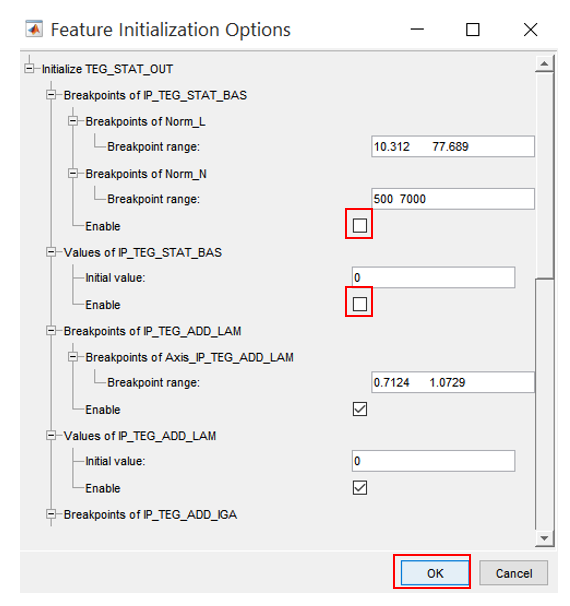 Feature Initialization Options
Initialize TEG_STAT_OUT
Breakpoints of IP_TEG_STAT_BAS
Breakpoints of Norm_L
Breakpoint range: 10.312 77.689
Breakpoints of Norm_N
Breakpoint range: 500 7000
Enable
Values of IP_TEG_STAT_BAS
Initial value: 0
Enable
Breakpoints of IP_TEG_ADD_LAM
Breakpoints of Axis_IP_TEG_ADD_LAM
Breakpoint range: 0.7124 1.0729
Enable
Values of IP_TEG_ADD_LAM
Initial value: 0
Enable
Breakpoints of IP_TEG_ADD_IGA
OK Cancel